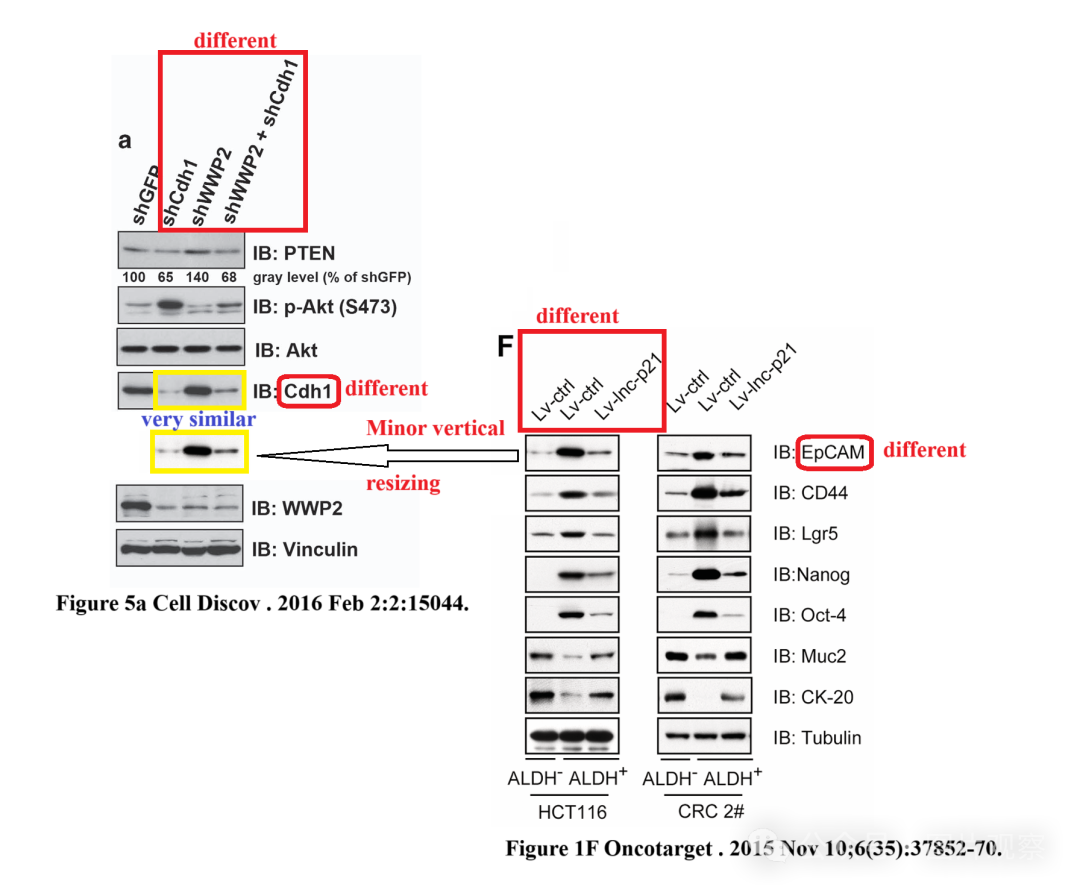 different
a
shGFP
shCdh1
shWWP2
shWWP2 + shCdh1
IB: PTEN
100 65 140 68 gray level (% of shGFP)
IB: p-Akt (S473)
IB: Akt
IB: Cdh1 different
very similar
IB: WWP2
IB: Vinculin
Figure 5a Cell Discov . 2016 Feb 2:2:15044.
different
F
Lv-ctrl
Lv-ctrl
Lv-lnc-p21
Lv-ctrl
Lv-ctrl
Lv-lnc-p21
Minor vertical
resizing
IB: EpCAM different
IB: CD44
IB: Lgr5
IB:Nanog
IB: Oct-4
IB: Muc2
IB: CK-20
IB: Tubulin
ALDH⁻ ALDH⁺ ALDH⁻ ALDH⁺
HCT116 CRC 2#
Figure 1F Oncotarget . 2015 Nov 10;6(35):37852-70.